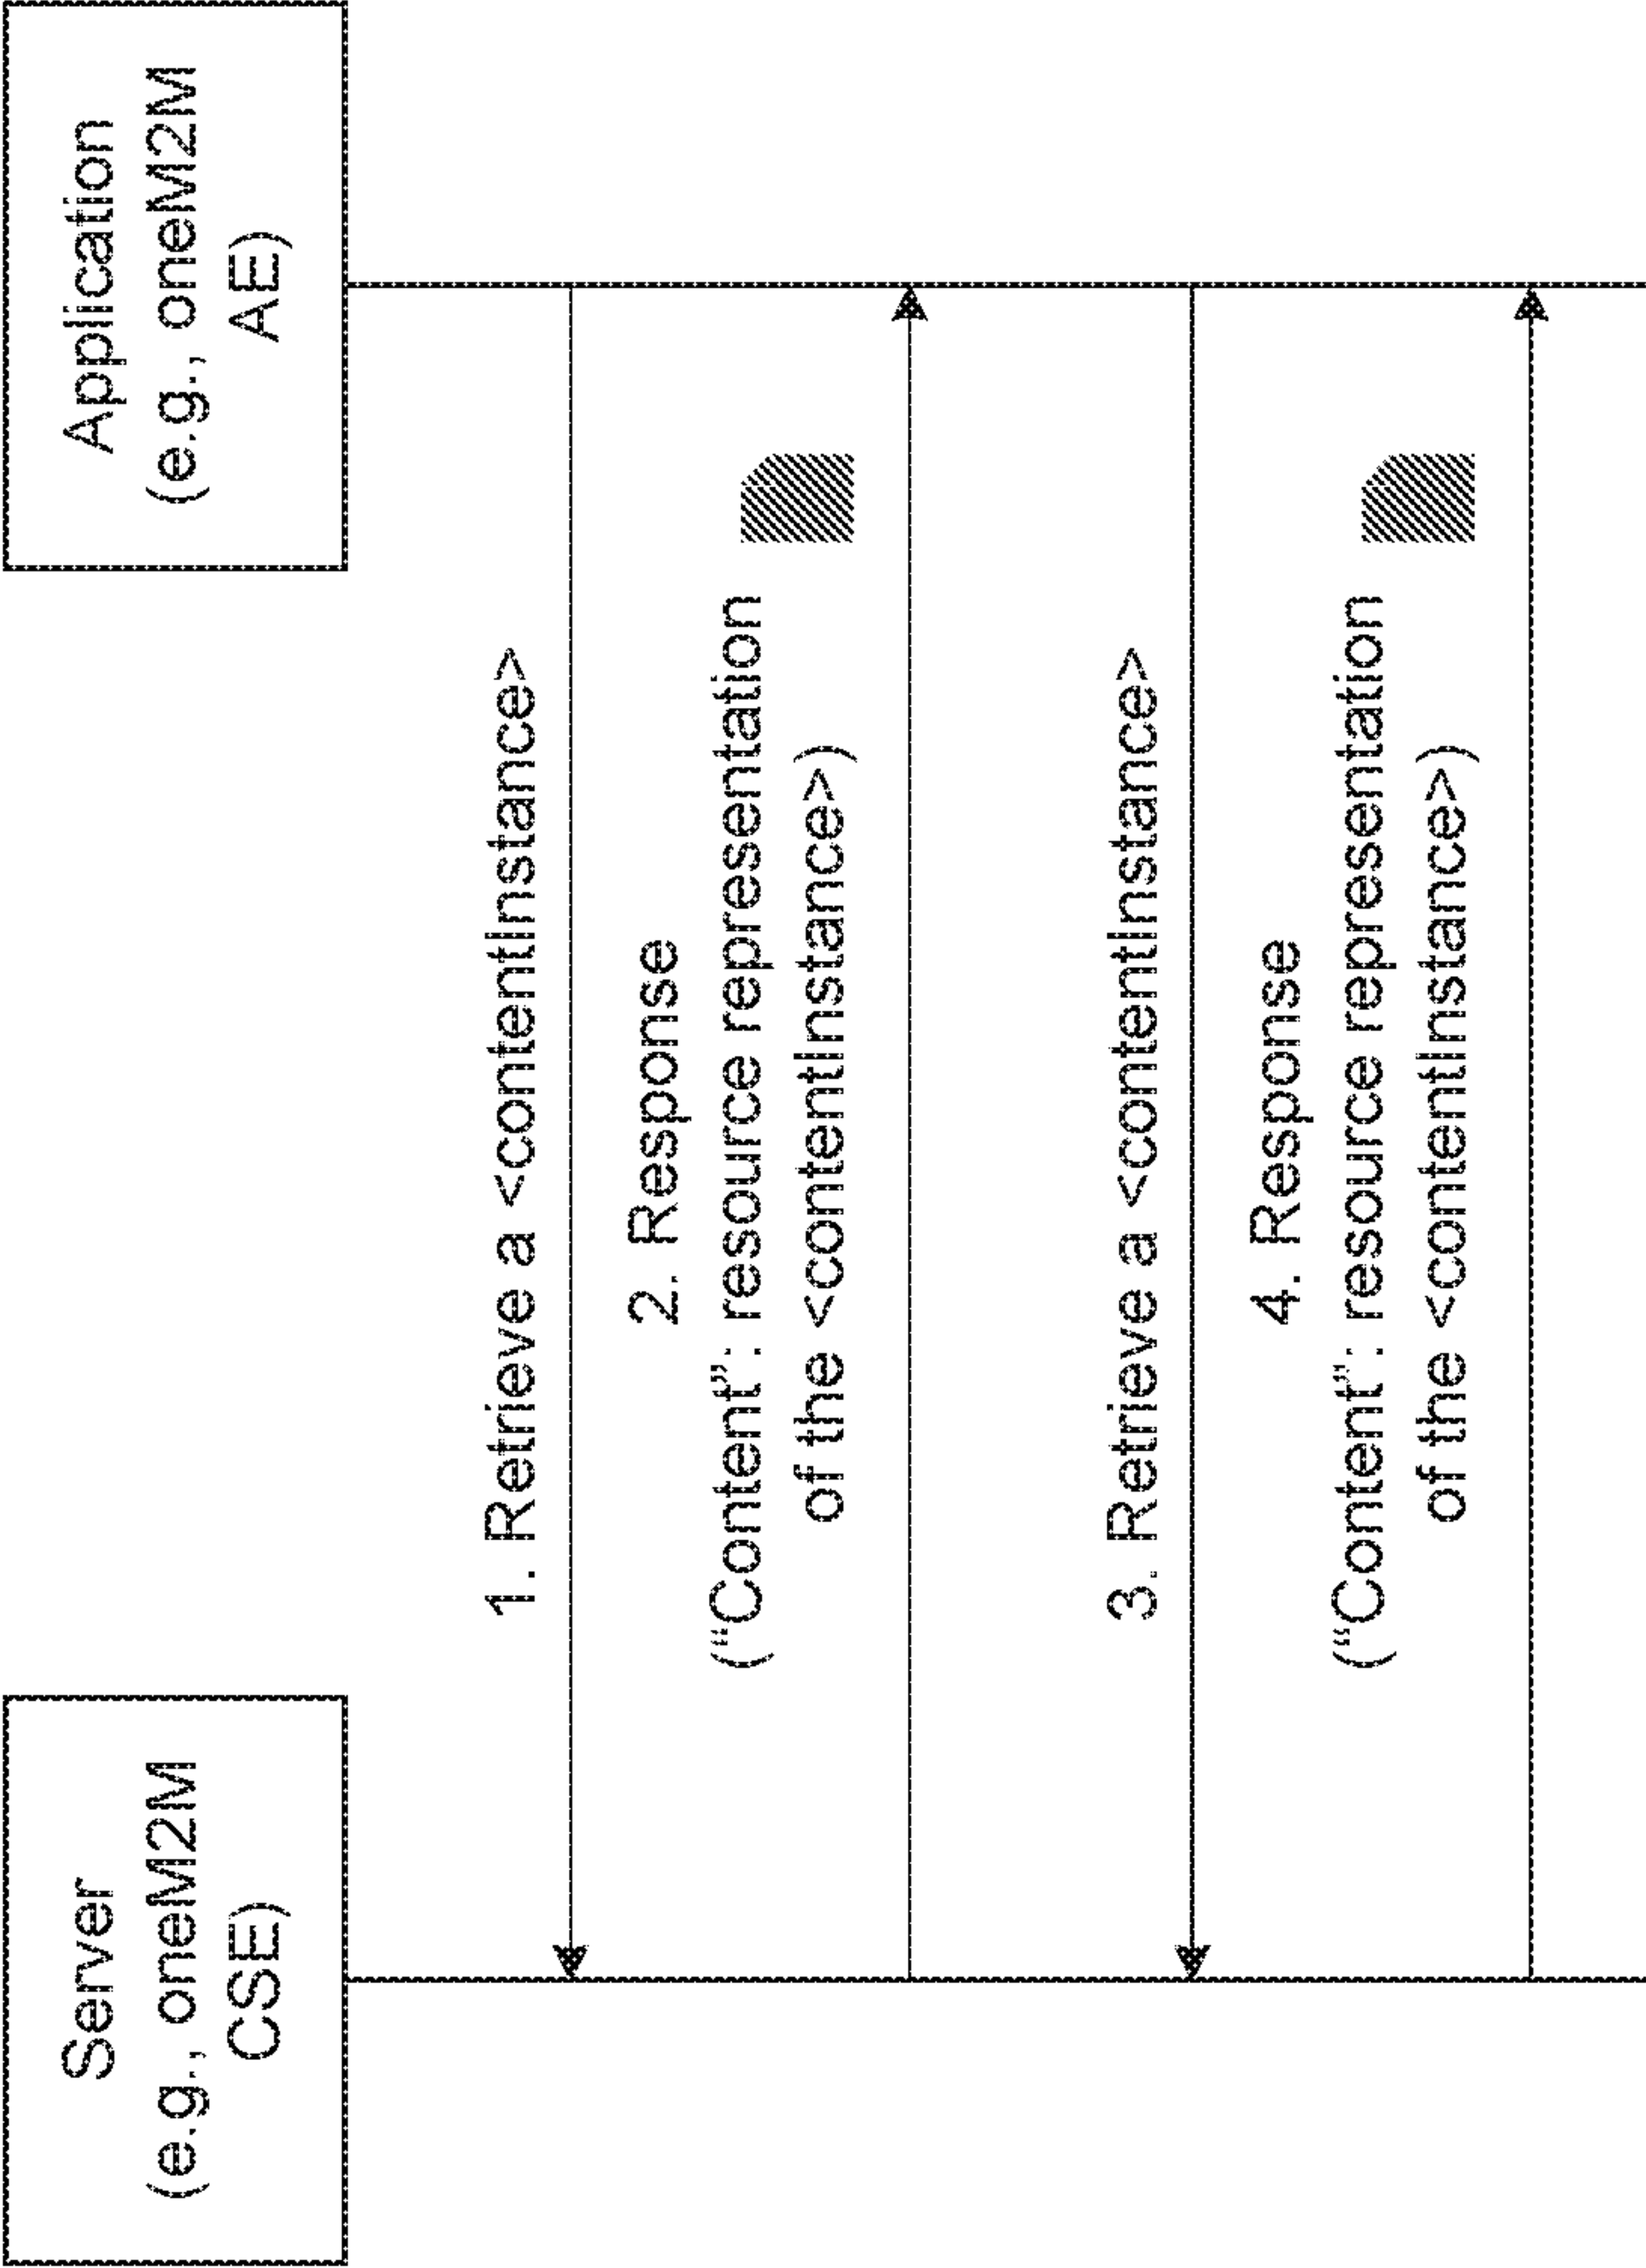 Server
(e.g., oneM2M
CSE)
Application
(e.g., oneM2M
AE)
1. Retrieve a <contentInstance>
2. Response
(“Content”: resource representation
of the <contentInstance>)
3. Retrieve a <contentInstance>
4. Response
(“Content”: resource representation
of the <contentInstance>)